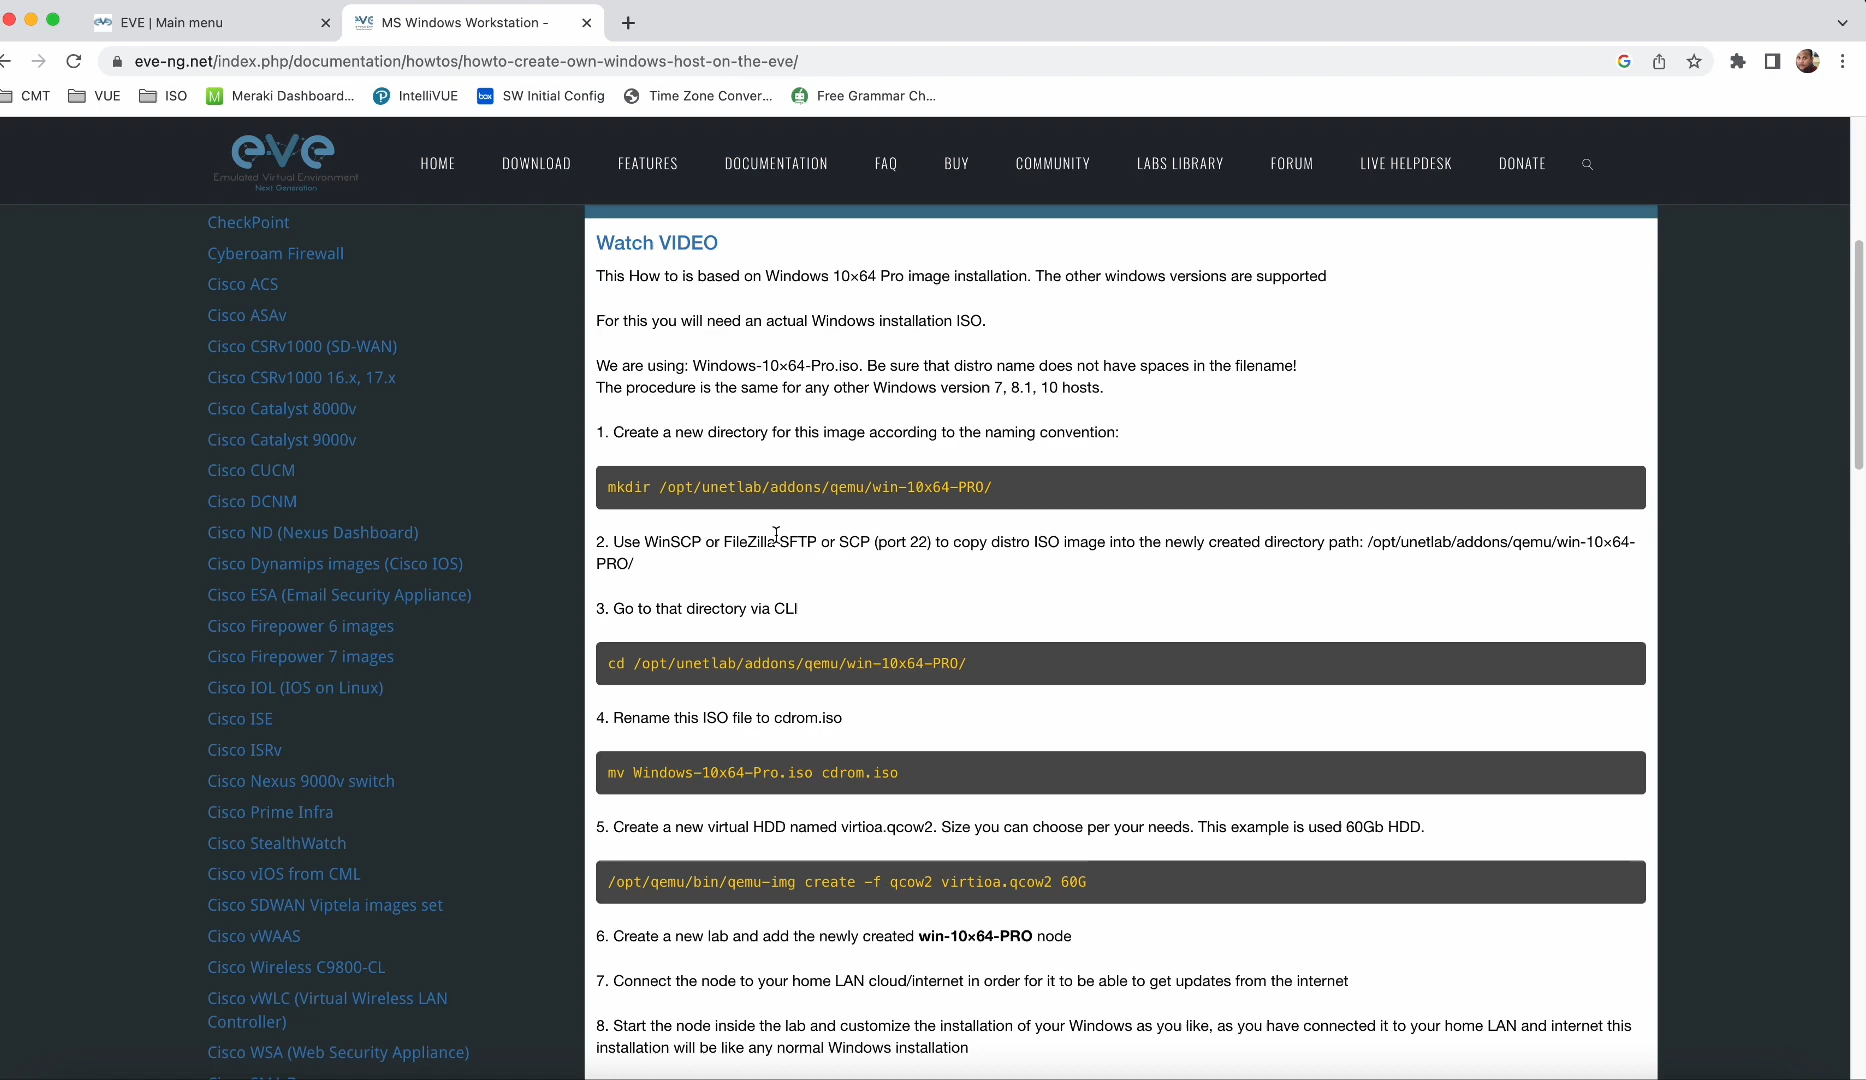 EVE | Main menu
MS Windows Workstation -
eve-ng.net/index.php/documentation/howtos/howto-create-own-windows-host-on-the-eve/
CMT VUE ISO Meraki Dashboard... IntelliVUE SW Initial Config Time Zone Conver... Free Grammar Ch...
eve
Emulated Virtual Environment
Next Generation
HOME DOWNLOAD FEATURES DOCUMENTATION FAQ BUY COMMUNITY LABS LIBRARY FORUM LIVE HELPDESK DONATE
CheckPoint
Cyberoam Firewall
Cisco ACS
Cisco ASAv
Cisco CSRv1000 (SD-WAN)
Cisco CSRv1000 16.x, 17.x
Cisco Catalyst 8000v
Cisco Catalyst 9000v
Cisco CUCM
Cisco DCNM
Cisco ND (Nexus Dashboard)
Cisco Dynamips images (Cisco IOS)
Cisco ESA (Email Security Appliance)
Cisco Firepower 6 images
Cisco Firepower 7 images
Cisco IOL (IOS on Linux)
Cisco ISE
Cisco ISRv
Cisco Nexus 9000v switch
Cisco Prime Infra
Cisco StealthWatch
Cisco vIOS from CML
Cisco SDWAN Viptela images set
Cisco vWAAS
Cisco Wireless C9800-CL
Cisco vWLC (Virtual Wireless LAN
Controller)
Cisco WSA (Web Security Appliance)
Watch VIDEO
This How to is based on Windows 10×64 Pro image installation. The other windows versions are supported
For this you will need an actual Windows installation ISO.
We are using: Windows-10×64-Pro.iso. Be sure that distro name does not have spaces in the filename!
The procedure is the same for any other Windows version 7, 8.1, 10 hosts.
1. Create a new directory for this image according to the naming convention:
mkdir /opt/unetlab/addons/qemu/win-10x64-PRO/
2. Use WinSCP or FileZilla SFTP or SCP (port 22) to copy distro ISO image into the newly created directory path: /opt/unetlab/addons/qemu/win-10×64-
PRO/
3. Go to that directory via CLI
cd /opt/unetlab/addons/qemu/win-10x64-PRO/
4. Rename this ISO file to cdrom.iso
mv Windows-10x64-Pro.iso cdrom.iso
5. Create a new virtual HDD named virtioa.qcow2. Size you can choose per your needs. This example is used 60Gb HDD.
/opt/qemu/bin/qemu-img create -f qcow2 virtioa.qcow2 60G
6. Create a new lab and add the newly created win-10×64-PRO node
7. Connect the node to your home LAN cloud/internet in order for it to be able to get updates from the internet
8. Start the node inside the lab and customize the installation of your Windows as you like, as you have connected it to your home LAN and internet this
installation will be like any normal Windows installation